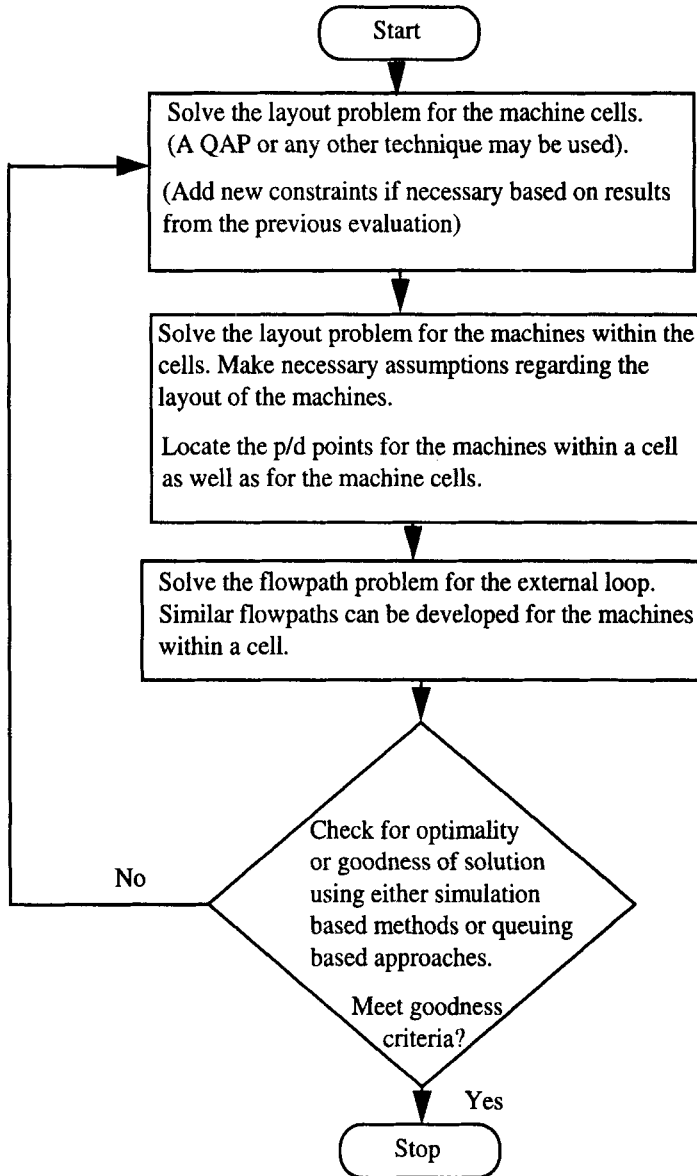 Start
Solve the layout problem for the machine cells.
(A QAP or any other technique may be used).
(Add new constraints if necessary based on results
from the previous evaluation)
Solve the layout problem for the machines within the
cells. Make necessary assumptions regarding the
layout of the machines.
Locate the p/d points for the machines within a cell
as well as for the machine cells.
Solve the flowpath problem for the external loop.
Similar flowpaths can be developed for the machines
within a cell.
Check for optimality
or goodness of solution
using either simulation
based methods or queuing
based approaches.
Meet goodness
criteria?
No
Yes
Stop